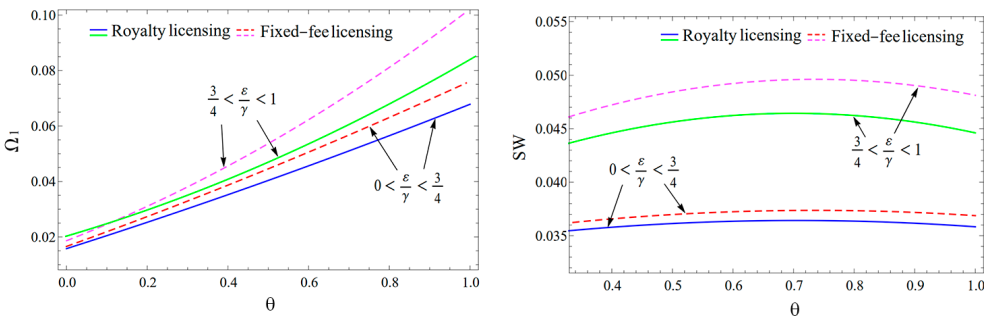 0.10
Royalty licensing Fixed-fee licensing
0.08
3/4 < ε/γ < 1
Ω1
0.06
0.04
0 < ε/γ < 3/4
0.02
0.0 0.2 0.4 0.6 0.8 1.0
θ
0.055
Royalty licensing Fixed-fee licensing
0.050
SW
0.045
3/4 < ε/γ < 1
0.040
0 < ε/γ < 3/4
0.035
0.4 0.5 0.6 0.7 0.8 0.9 1.0
θ